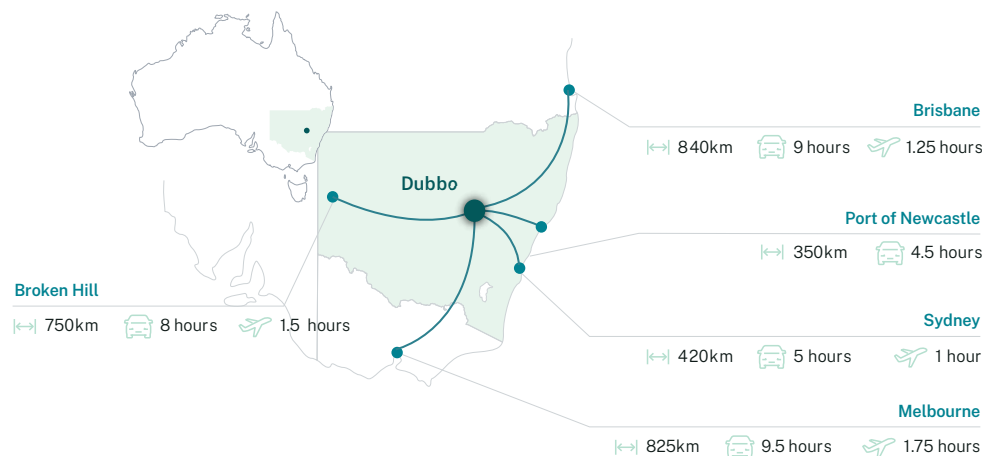 Brisbane
840km 9 hours 1.25 hours
Dubbo
Port of Newcastle
350km 4.5 hours
Broken Hill
750km 8 hours 1.5 hours
Sydney
420km 5 hours 1 hour
Melbourne
825km 9.5 hours 1.75 hours